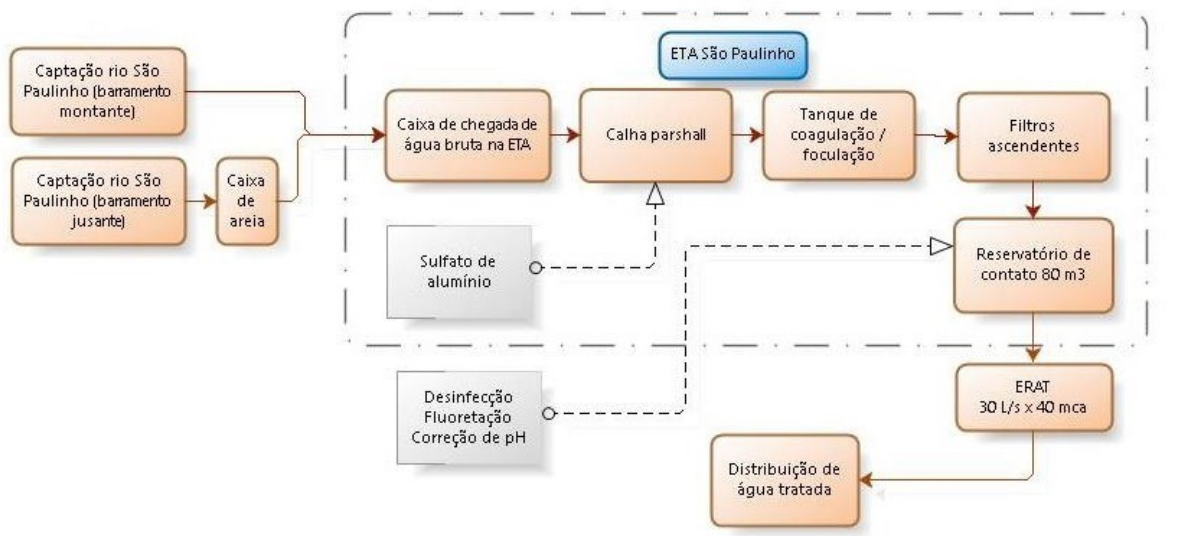 ETA São Paulinho
Captação rio São
Paulinho (barramento
montante)
Caixa de chegada de
água bruta na ETA
Calha parshall
Tanque de
coagulação /
foculação
Filtros
ascendentes
Captação rio São
Paulinho (barramento
jusante)
Caixa
de
areia
Sulfato de
alumínio
Reservatório de
contato 80 m3
Desinfecção
Fluoretação
Correção de pH
ERAT
30 L/s x 40 mca
Distribuição de
água tratada